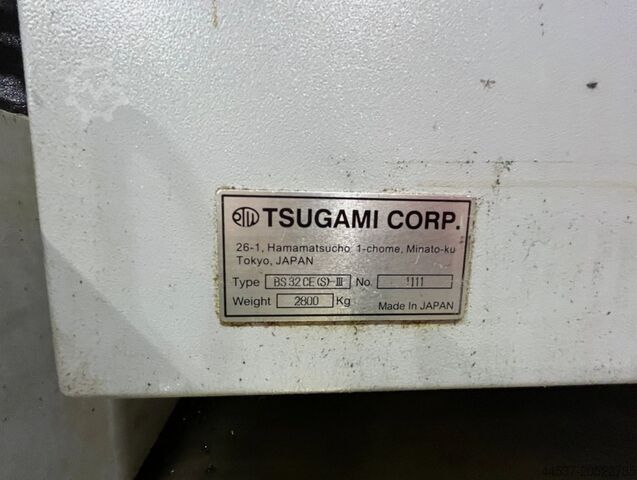 TSUGAMI CORP.
26-1, Hamamatsucho 1-chome, Minato-ku
Tokyo, JAPAN
Type BS32CE(S)-III No. 1111
Weight 2800 Kg Made In JAPAN